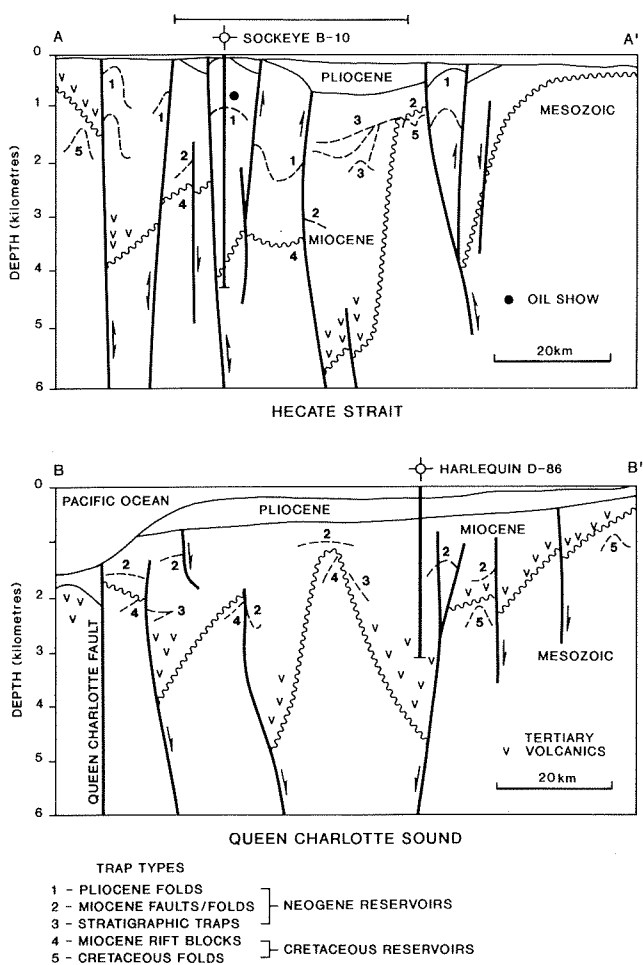 A
SOCKEYE B-10
A'
0
1
2
3
4
5
6
DEPTH (kilometres)
PLIOCENE
MESOZOIC
MIOCENE
V V V V V
1
1
5
2
4
1
1
2
4
3
3
2
5
1
V V V V
V V V V V V
OIL SHOW
20km
HECATE STRAIT
B
HARLEQUIN D-86
B'
0
1
2
3
4
5
6
DEPTH (kilometres)
PACIFIC OCEAN
PLIOCENE
MIOCENE
MESOZOIC
QUEEN CHARLOTTE FAULT
2
2
4
3
4
2
2
4
3
2
2
5
5
V TERTIARY
VOLCANICS
20km
QUEEN CHARLOTTE SOUND
TRAP TYPES
1 - PLIOCENE FOLDS
2 - MIOCENE FAULTS/FOLDS
3 - STRATIGRAPHIC TRAPS
NEOGENE RESERVOIRS
4 - MIOCENE RIFT BLOCKS
5 - CRETACEOUS FOLDS
CRETACEOUS RESERVOIRS